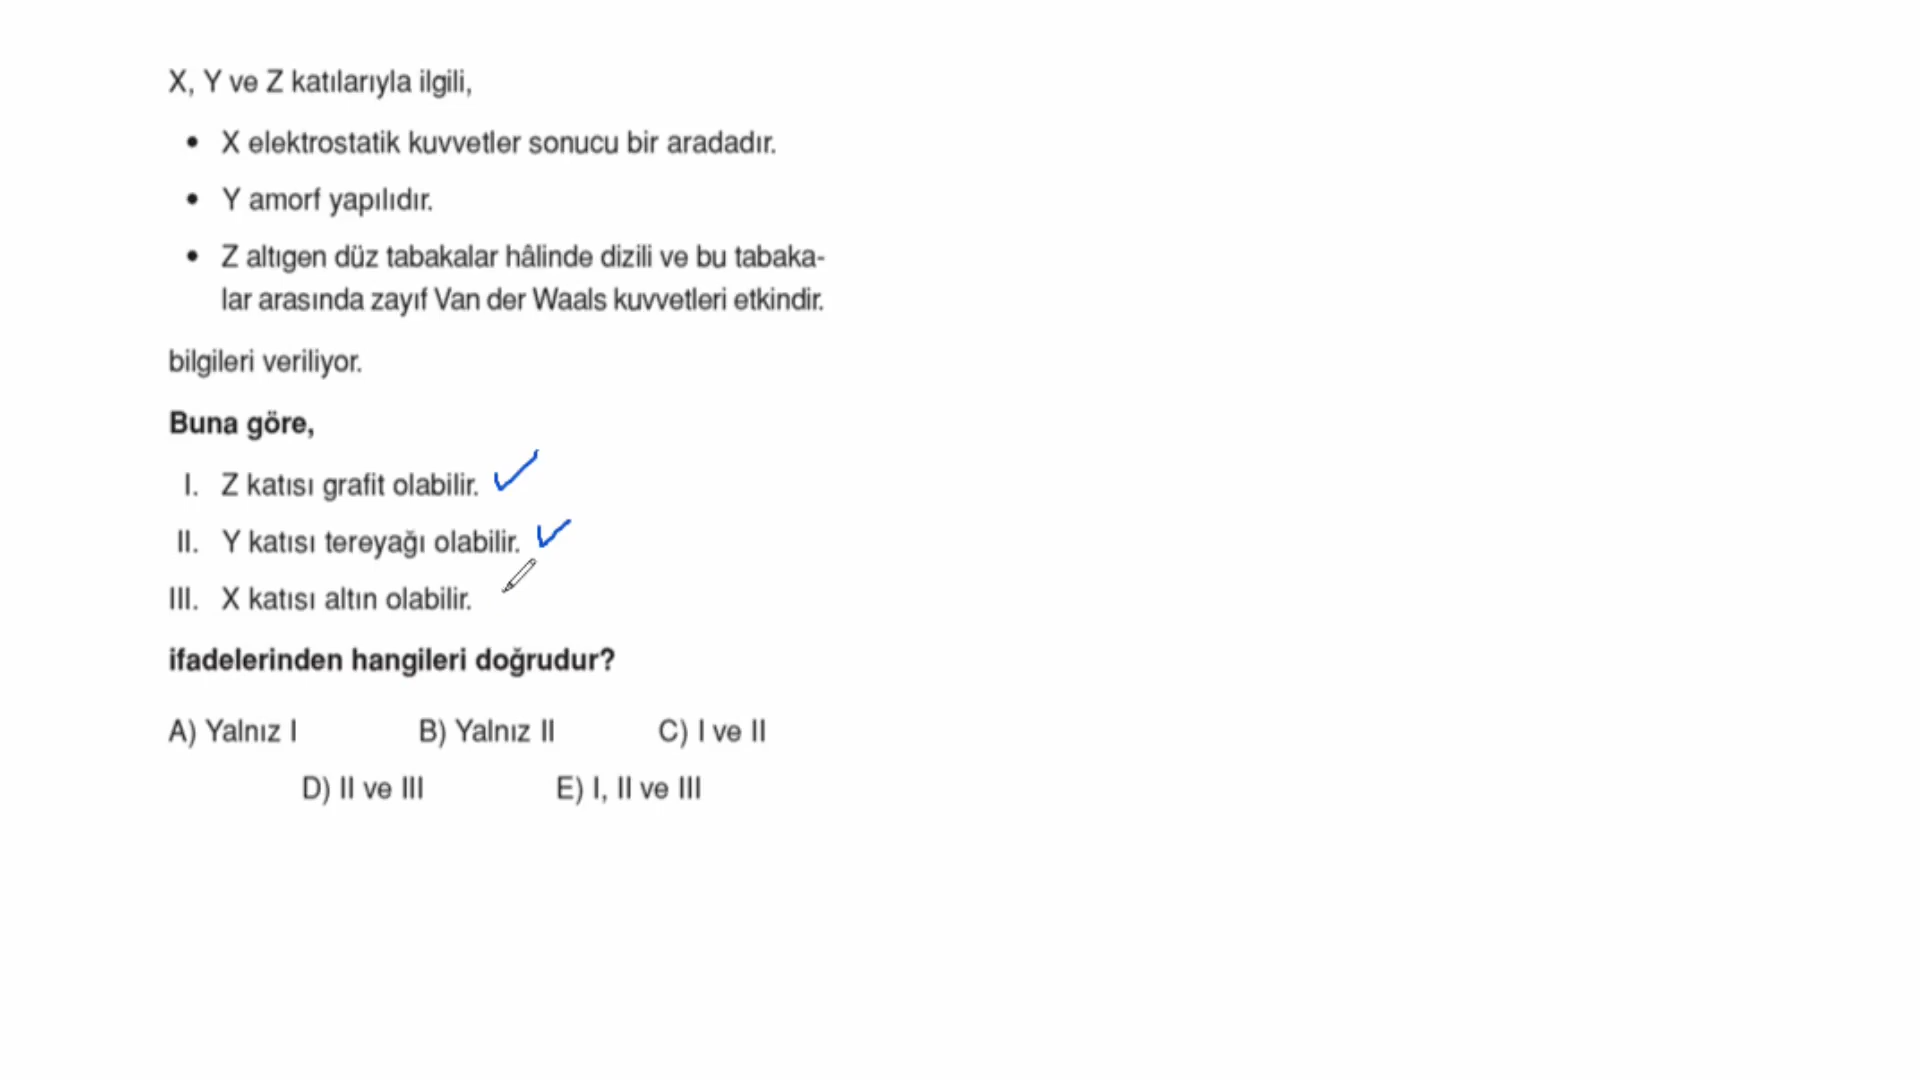 X, Y ve Z katılarıyla ilgili,
• X elektrostatik kuvvetler sonucu bir aradadır.
• Y amorf yapılıdır.
• Z altıgen düz tabakalar hâlinde dizili ve bu tabaka-
lar arasında zayıf Van der Waals kuvvetleri etkindir.
bilgileri veriliyor.
Buna göre,
I. Z katısı grafit olabilir.
II. Y katısı tereyağı olabilir.
III. X katısı altın olabilir.
ifadelerinden hangileri doğrudur?
A) Yalnız I B) Yalnız II C) I ve II
D) II ve III E) I, II ve III